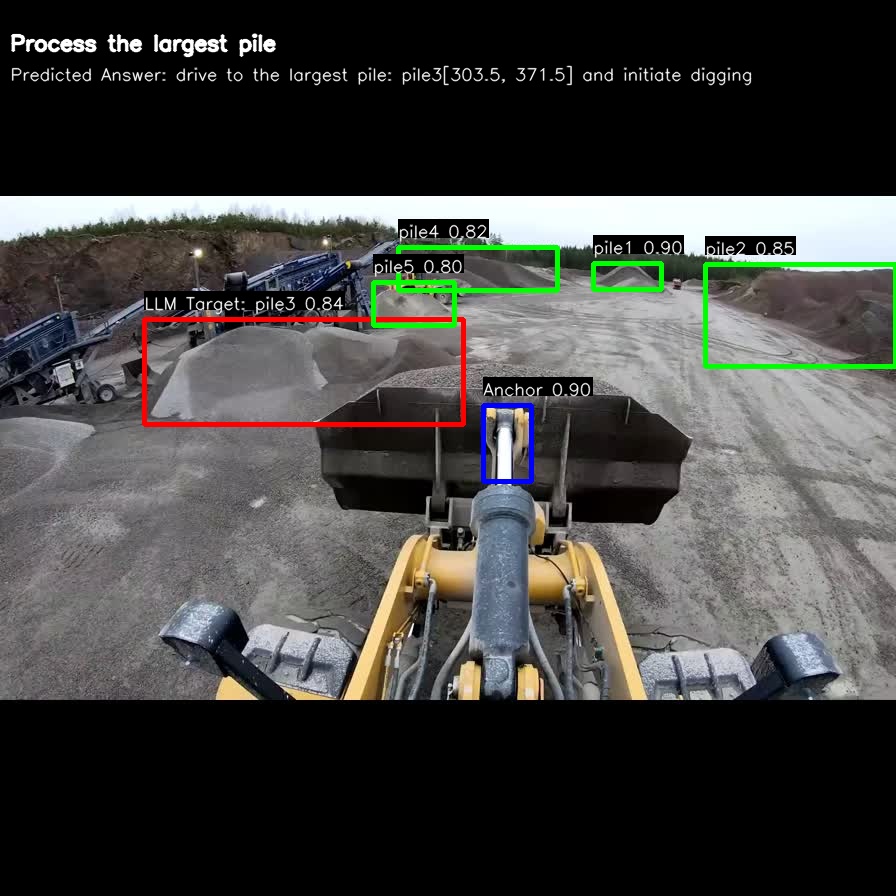 Process the largest pile
Predicted Answer: drive to the largest pile: pile3[303.5, 371.5] and initiate digging
pile4 0.82
pile1 0.90
pile2 0.85
pile5 0.80
LLM Target: pile3 0.84
Anchor 0.90